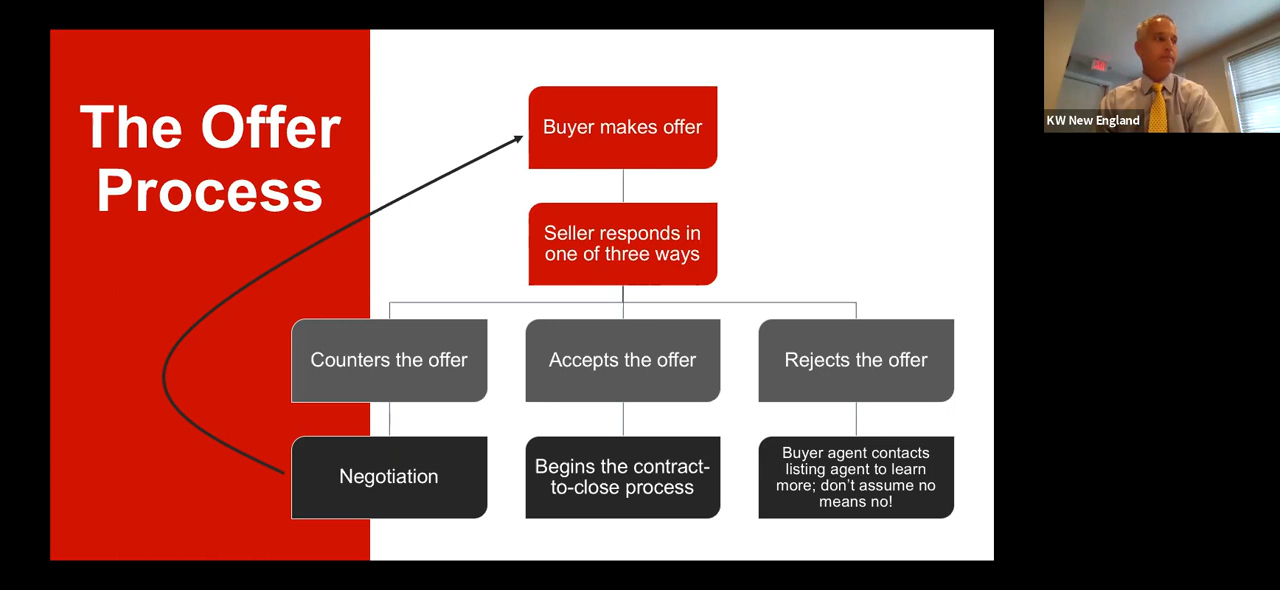 The Offer
Process
Buyer makes offer
Seller responds in
one of three ways
Counters the offer
Accepts the offer
Rejects the offer
Negotiation
Begins the contract-
to-close process
Buyer agent contacts
listing agent to learn
more; don’t assume no
means no!
KW New England